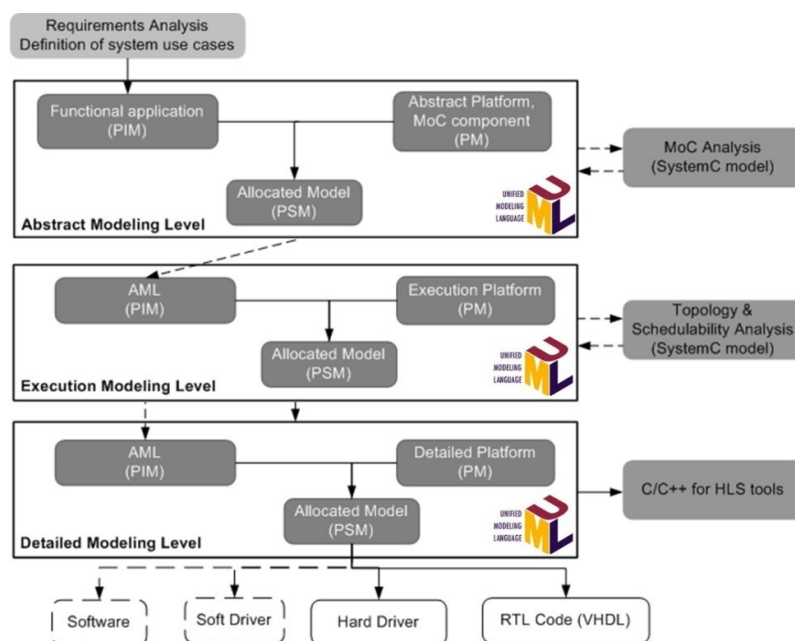 Requirements Analysis
Definition of system use cases
Functional application
(PIM)
Abstract Platform,
MoC component
(PM)
MoC Analysis
(SystemC model)
Allocated Model
(PSM)
UNIFIED
MODELING
LANGUAGE
UML
Abstract Modeling Level
AML
(PIM)
Execution Platform
(PM)
Topology &
Schedulability Analysis
(SystemC model)
Allocated Model
(PSM)
UNIFIED
MODELING
LANGUAGE
UML
Execution Modeling Level
AML
(PIM)
Detailed Platform
(PM)
C/C++ for HLS tools
Allocated Model
(PSM)
UNIFIED
MODELING
LANGUAGE
UML
Detailed Modeling Level
Software
Soft Driver
Hard Driver
RTL Code (VHDL)